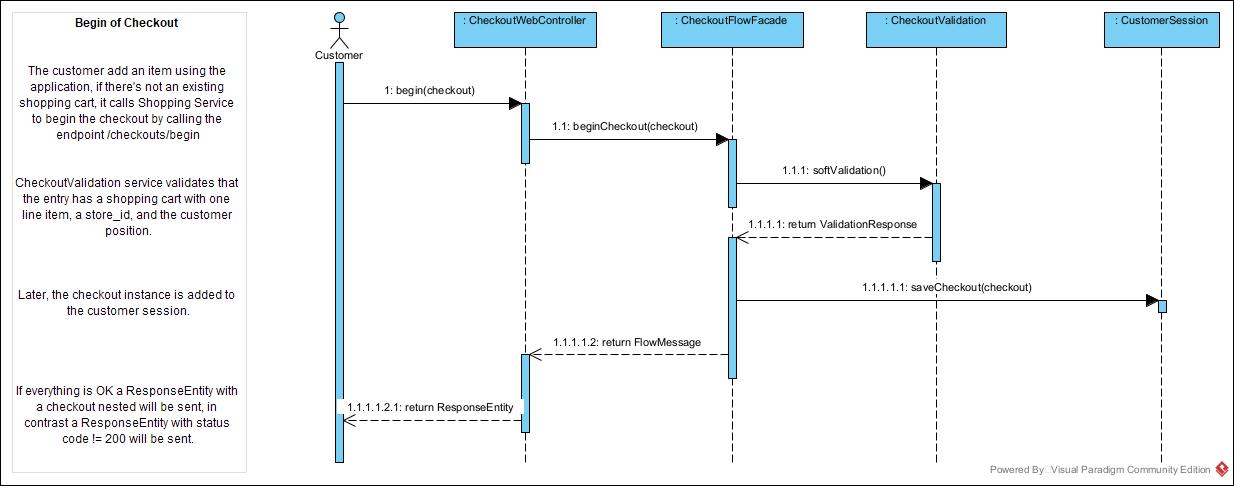 Begin of Checkout
The customer add an item using the
application, if there's not an existing
shopping cart, it calls Shopping Service
to begin the checkout by calling the
endpoint /checkouts/begin
CheckoutValidation service validates that
the entry has a shopping cart with one
line item, a store_id, and the customer
position.
Later, the checkout instance is added to
the customer session.
If everything is OK a ResponseEntity with
a checkout nested will be sent, in
contrast a ResponseEntity with status
code != 200 will be sent.
Customer
: CheckoutWebController
: CheckoutFlowFacade
: CheckoutValidation
: CustomerSession
1: begin(checkout)
1.1: beginCheckout(checkout)
1.1.1: softValidation()
1.1.1.1: return ValidationResponse
1.1.1.1.1: saveCheckout(checkout)
1.1.1.1.2: return FlowMessage
1.1.1.1.2.1: return ResponseEntity
Powered By Visual Paradigm Community Edition